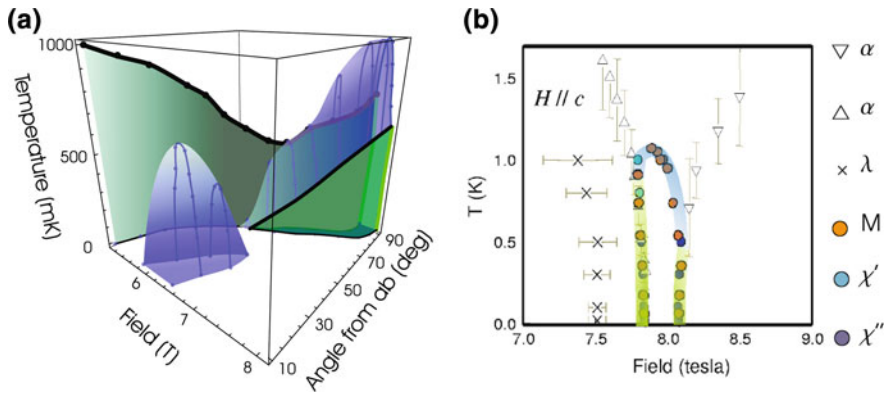 (a)
Temperature (mK)
1000
500
0
6
7
8
Field (T)
10
30
50
70
90
Angle from ab (deg)
(b)
H // c
T (K)
1.5
1.0
0.5
0.0
7.0 7.5 8.0 8.5 9.0
Field (tesla)
α
α
λ
M
χ′
χ″